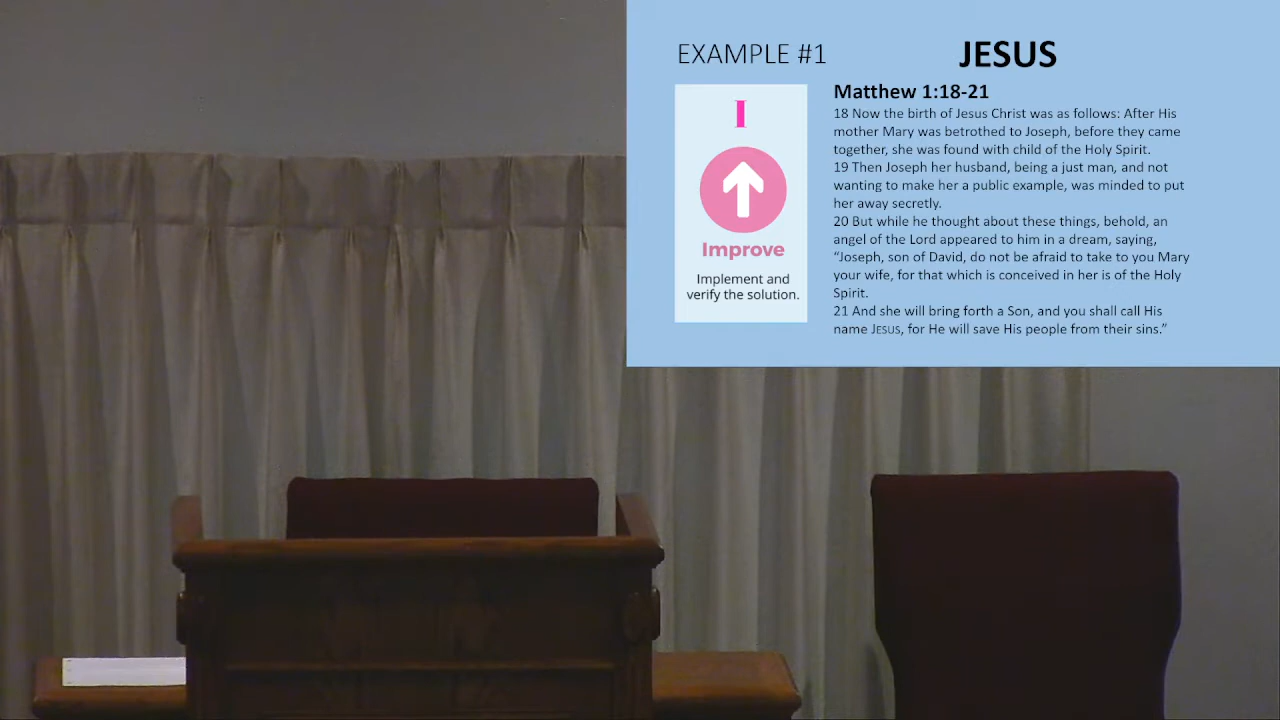 EXAMPLE #1
JESUS
I
Improve
Implement and
verify the solution.
Matthew 1:18-21
18 Now the birth of Jesus Christ was as follows: After His
mother Mary was betrothed to Joseph, before they came
together, she was found with child of the Holy Spirit.
19 Then Joseph her husband, being a just man, and not
wanting to make her a public example, was minded to put
her away secretly.
20 But while he thought about these things, behold, an
angel of the Lord appeared to him in a dream, saying,
“Joseph, son of David, do not be afraid to take to you Mary
your wife, for that which is conceived in her is of the Holy
Spirit.
21 And she will bring forth a Son, and you shall call His
name JESUS, for He will save His people from their sins.”